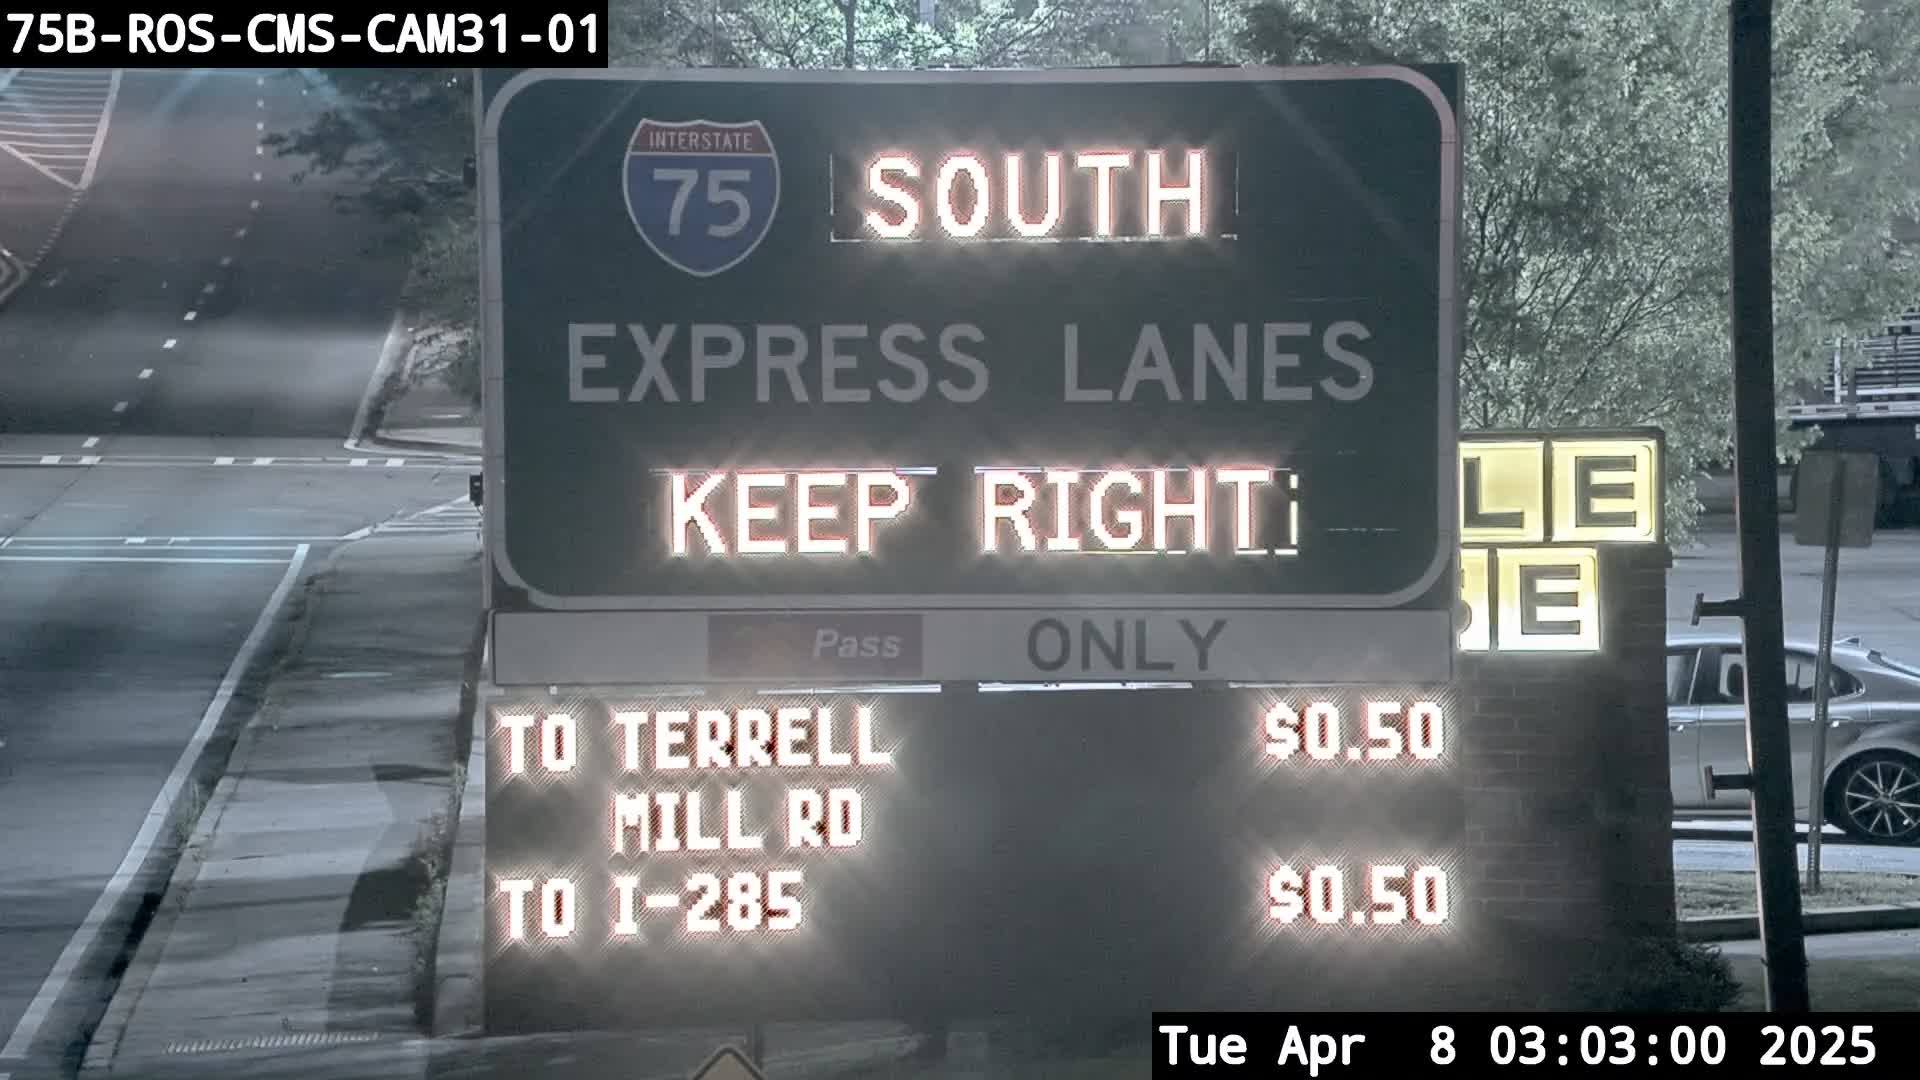 75B-ROS-CMS-CAM31-01
INTERSTATE
75
SOUTH
EXPRESS LANES
KEEP RIGHT
Pass ONLY
TO TERRELL $0.50
MILL RD
TO I-285 $0.50
LE
E
Tue Apr 8 03:03:00 2025